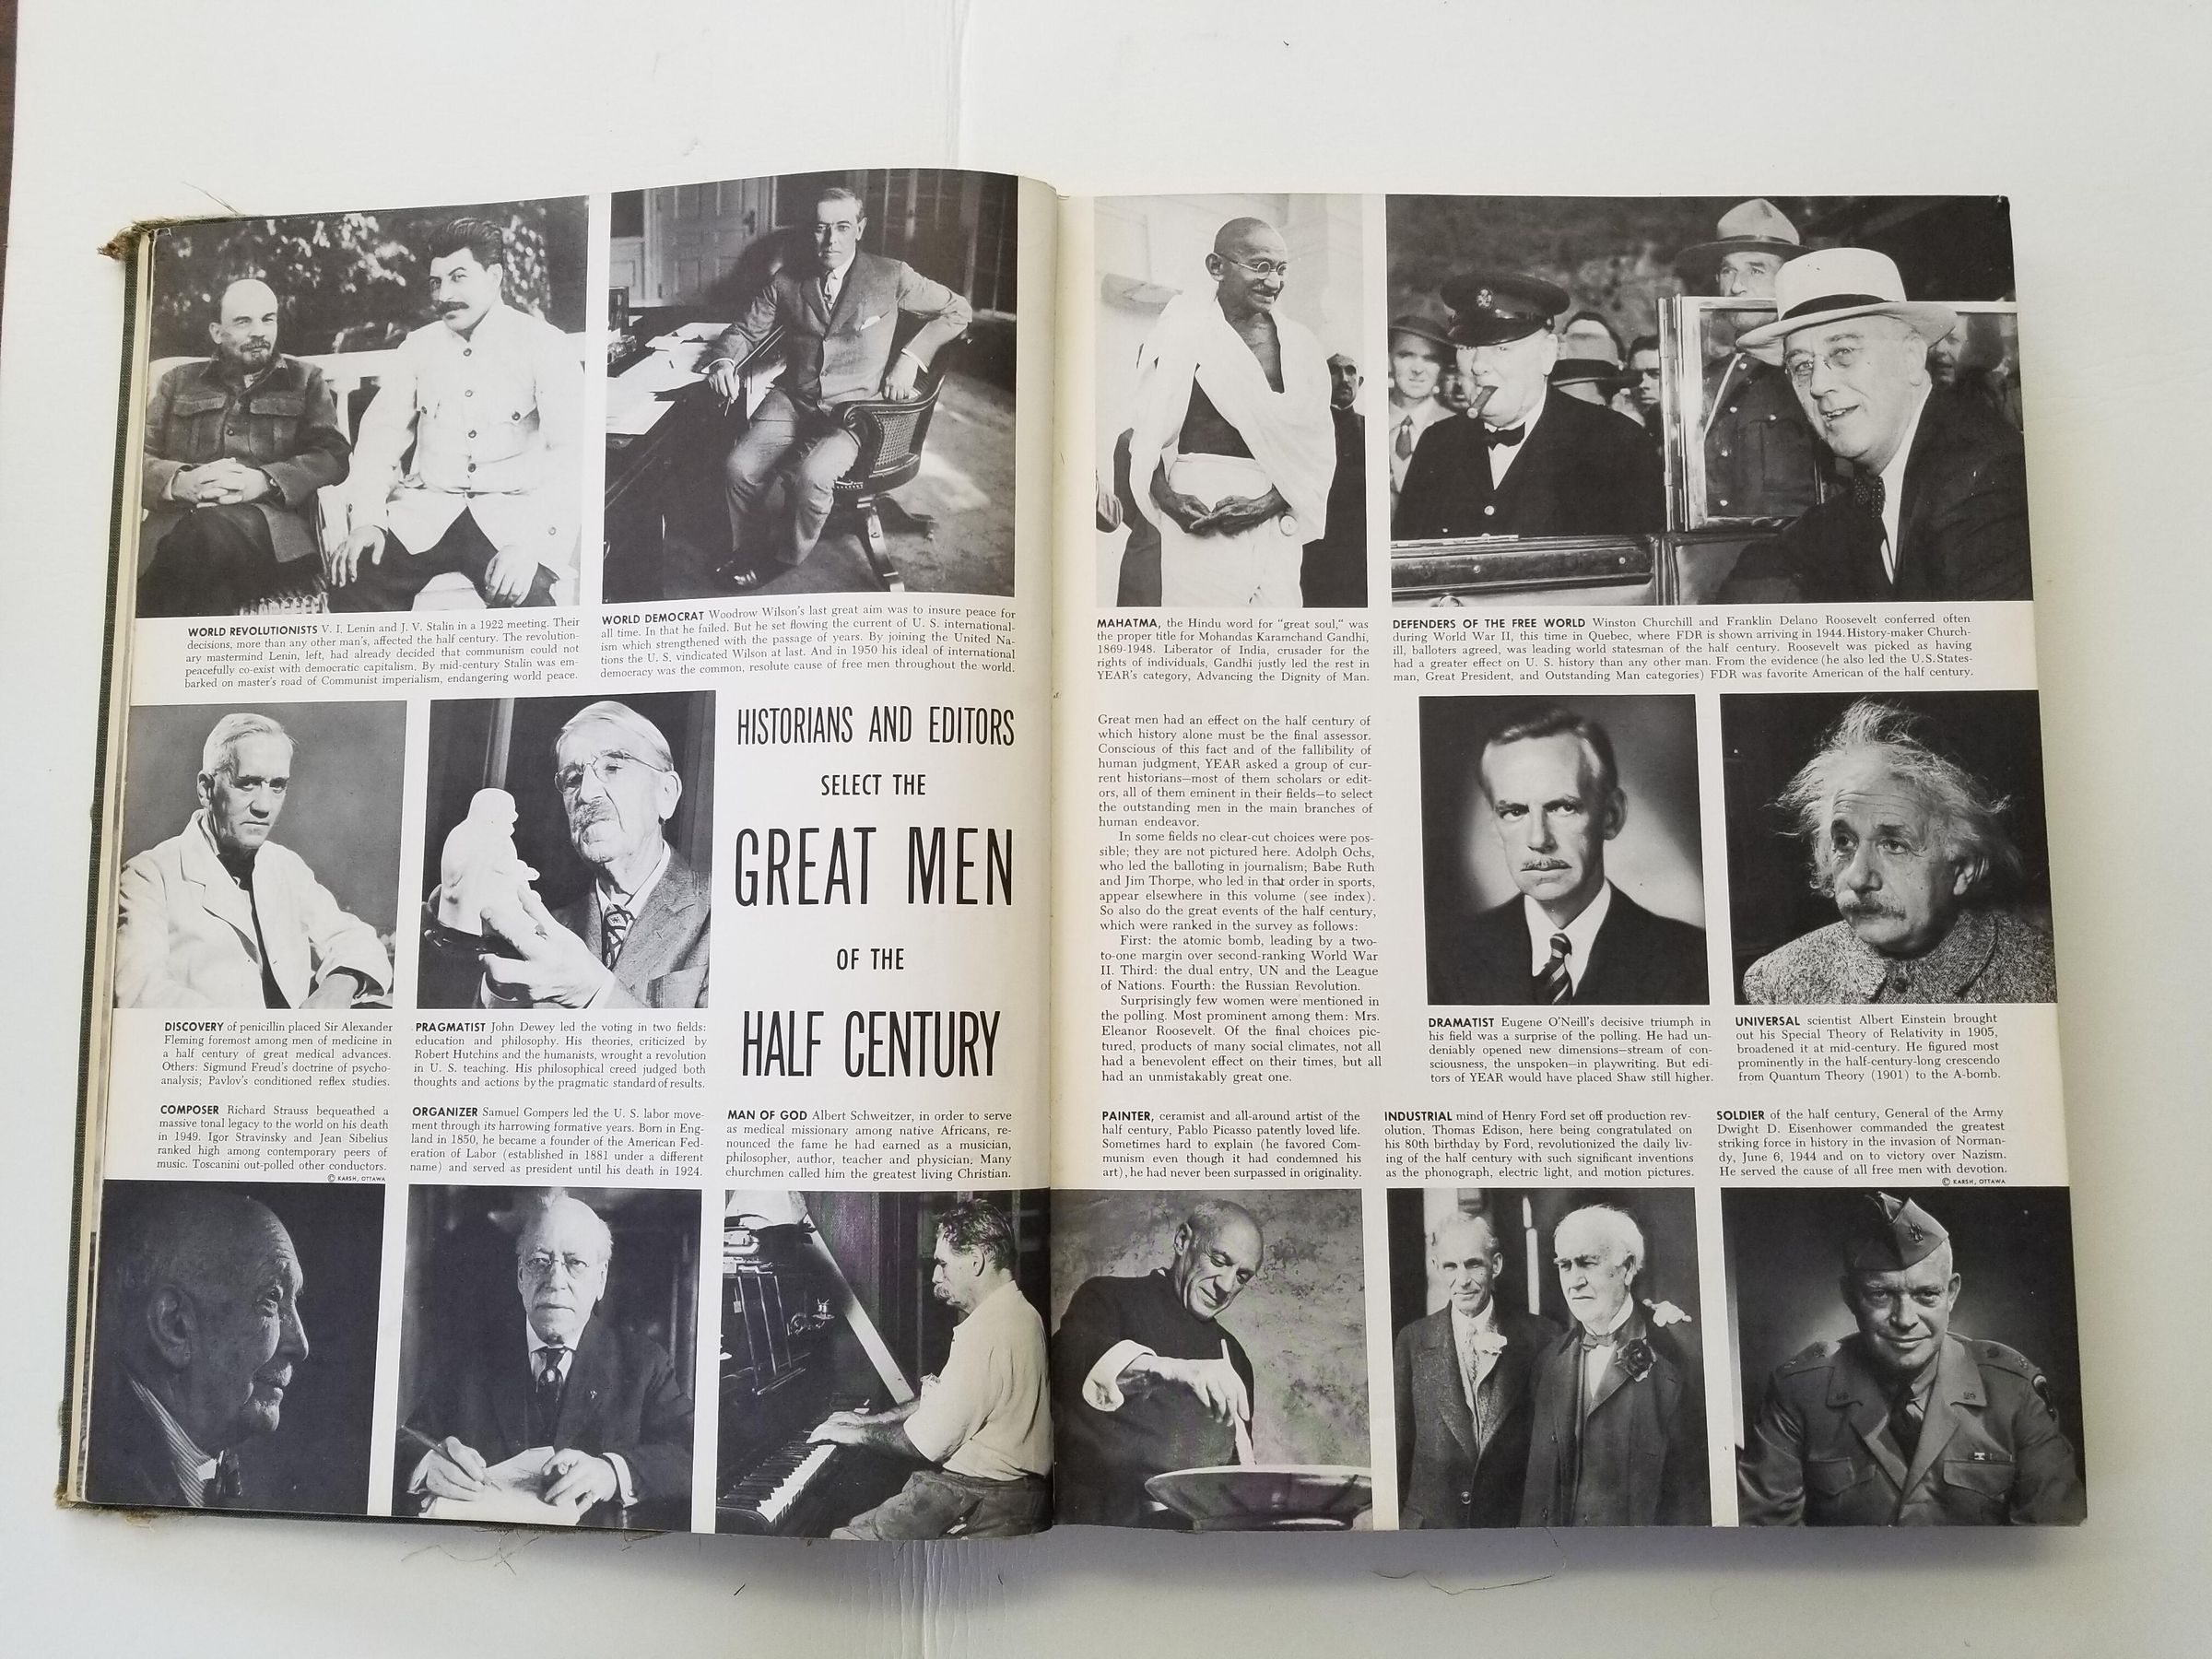 WORLD REVOLUTIONISTS V. I. Lenin and J. V. Stalin in a 1922 meeting. Their
decisions, more than any other man's, affected the half century. The revolution-
ary mastermind Lenin, left, had already decided that communism could not
peacefully co-exist with democratic capitalism. By mid-century Stalin was em-
barked on master's road of Communist imperialism, endangering world peace.
WORLD DEMOCRAT Woodrow Wilson's last great aim was to insure peace for
all time. In that he failed. But he set flowing the current of U. S. international-
ism which strengthened with the passage of years. By joining the United Na-
tions the U. S. vindicated Wilson at last. And in 1950 his ideal of international
democracy was the common, resolute cause of free men throughout the world.
DISCOVERY of penicillin placed Sir Alexander
Fleming foremost among men of medicine in
a half century of great medical advances.
Others: Sigmund Freud's doctrine of psycho-
analysis; Pavlov's conditioned reflex studies.
PRAGMATIST John Dewey led the voting in two fields:
education and philosophy. His theories, criticized by
Robert Hutchins and the humanists, wrought a revolution
in U. S. teaching. His philosophical creed judged both
thoughts and actions by the pragmatic standard of results.
HISTORIANS AND EDITORS
SELECT THE
GREAT MEN
OF THE
HALF CENTURY
COMPOSER Richard Strauss bequeathed a
massive tonal legacy to the world on his death
in 1949. Igor Stravinsky and Jean Sibelius
ranked high among contemporary peers of
music. Toscanini out-polled other conductors.
© KARSH, OTTAWA
ORGANIZER Samuel Gompers led the U. S. labor move-
ment through its harrowing formative years. Born in Eng-
land in 1850, he became a founder of the American Fed-
eration of Labor (established in 1881 under a different
name) and served as president until his death in 1924.
MAN OF GOD Albert Schweitzer, in order to serve
as medical missionary among native Africans, re-
nounced the fame he had earned as a musician,
philosopher, author, teacher and physician. Many
churchmen called him the greatest living Christian.
MAHATMA, the Hindu word for "great soul," was
the proper title for Mohandas Karamchand Gandhi,
1869-1948. Liberator of India, crusader for the
rights of individuals, Gandhi justly led the rest in
YEAR's category, Advancing the Dignity of Man.
DEFENDERS OF THE FREE WORLD Winston Churchill and Franklin Delano Roosevelt conferred often
during World War II, this time in Quebec, where FDR is shown arriving in 1944. History-maker Church-
ill, balloters agreed, was leading world statesman of the half century. Roosevelt was picked as having
had a greater effect on U. S. history than any other man. From the evidence (he also led the U.S. States-
man, Great President, and Outstanding Man categories) FDR was favorite American of the half century.
Great men had an effect on the half century of
which history alone must be the final assessor.
Conscious of this fact and of the fallibility of
human judgment, YEAR asked a group of cur-
rent historians—most of them scholars or edit-
ors, all of them eminent in their fields—to select
the outstanding men in the main branches of
human endeavor.
In some fields no clear-cut choices were pos-
sible; they are not pictured here. Adolph Ochs,
who led the balloting in journalism; Babe Ruth
and Jim Thorpe, who led in that order in sports,
appear elsewhere in this volume (see index).
So also do the great events of the half century,
which were ranked in the survey as follows:
First: the atomic bomb, leading by a two-
to-one margin over second-ranking World War
II. Third: the dual entry, UN and the League
of Nations. Fourth: the Russian Revolution.
Surprisingly few women were mentioned in
the polling. Most prominent among them: Mrs.
Eleanor Roosevelt. Of the final choices pic-
tured, products of many social climates, not all
had a benevolent effect on their times, but all
had an unmistakably great one.
DRAMATIST Eugene O'Neill's decisive triumph in
his field was a surprise of the polling. He had un-
deniably opened new dimensions—stream of con-
sciousness, the unspoken—in playwriting. But edi-
tors of YEAR would have placed Shaw still higher.
UNIVERSAL scientist Albert Einstein brought
out his Special Theory of Relativity in 1905,
broadened it at mid-century. He figured most
prominently in the half-century-long crescendo
from Quantum Theory (1901) to the A-bomb.
PAINTER, ceramist and all-around artist of the
half century, Pablo Picasso patently loved life.
Sometimes hard to explain (he favored Com-
munism even though it had condemned his
art), he had never been surpassed in originality.
INDUSTRIAL mind of Henry Ford set off production rev-
olution. Thomas Edison, here being congratulated on
his 80th birthday by Ford, revolutionized the daily liv-
ing of the half century with such significant inventions
as the phonograph, electric light, and motion pictures.
SOLDIER of the half century, General of the Army
Dwight D. Eisenhower commanded the greatest
striking force in history in the invasion of Norman-
dy, June 6, 1944 and on to victory over Nazism.
He served the cause of all free men with devotion.
© KARSH, OTTAWA